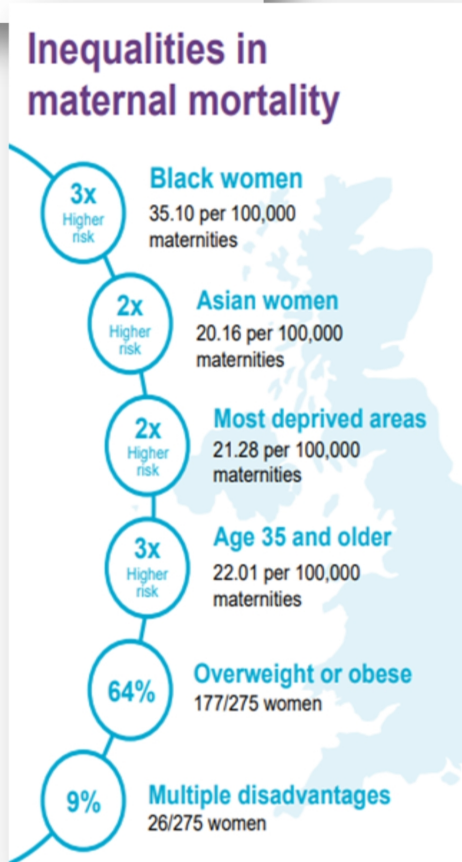 Inequalities in
maternal mortality
3x
Higher
risk
Black women
35.10 per 100,000
maternities
2x
Higher
risk
Asian women
20.16 per 100,000
maternities
2x
Higher
risk
Most deprived areas
21.28 per 100,000
maternities
3x
Higher
risk
Age 35 and older
22.01 per 100,000
maternities
64%
Overweight or obese
177/275 women
9%
Multiple disadvantages
26/275 women